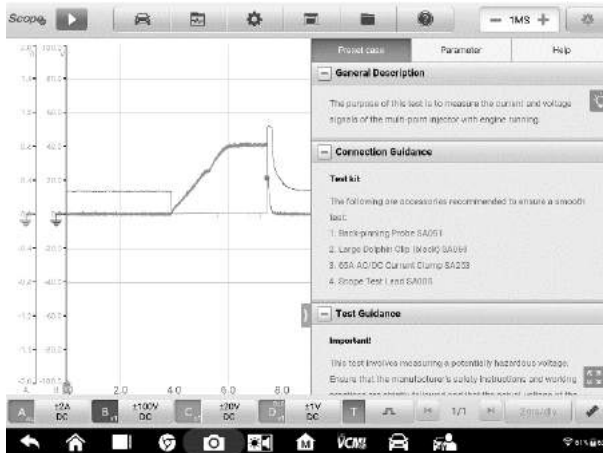 Scope
1MS
Preset case
Parameter
Help
General Description
The purpose of this test is to measure the current and voltage
signals of the multi-point injector with engine running.
Connection Guidance
Test kit
The following are accessories recommended to ensure a smooth
test:
1. Back-pinning Probe SA051
2. Large Dolphin Clip (black)
3. 65A AC/DC Current Clamp SA253
4. Scope Test Lead
Test Guidance
Important!
This test involves measuring a potentially hazardous voltage.
Ensure that the manufacturer's safety instructions and working
2.0
4.0
6.0
8.0
A
±2A
DC
B
±100V
DC
C
±20V
DC
D
±1V
DC
T
1/1
2ms/div
VCMI